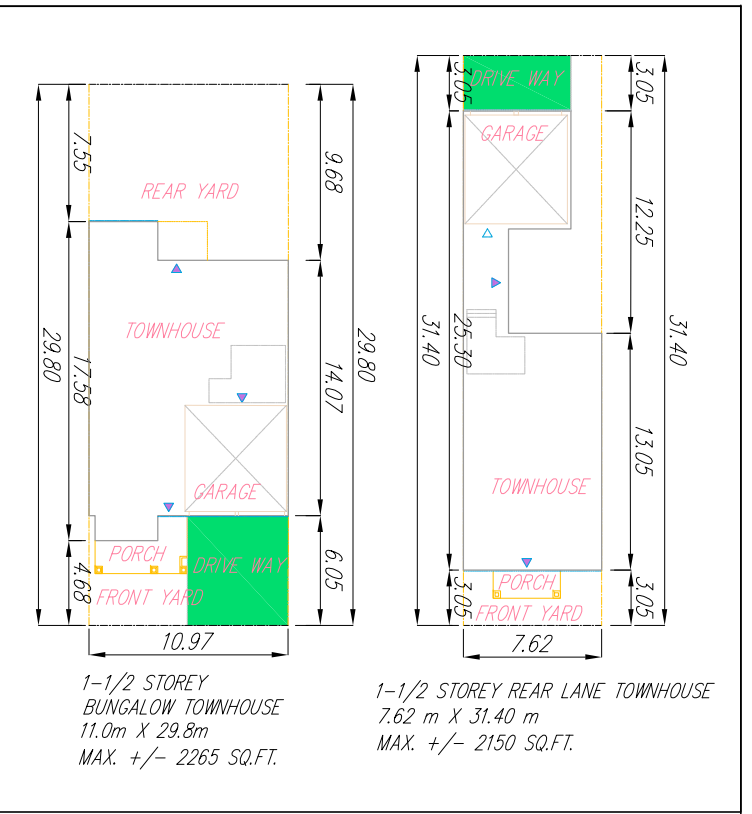 7.55
9.68
REAR YARD
TOWNHOUSE
29.80
17.58
14.07
29.80
GARAGE
PORCH
DRIVE WAY
4.68
6.05
FRONT YARD
10.97
1-1/2 STOREY
BUNGALOW TOWNHOUSE
11.0m X 29.8m
MAX. +/- 2265 SQ.FT.
3.05
DRIVE WAY
3.05
GARAGE
12.25
31.40
25.30
31.40
13.05
TOWNHOUSE
3.05
PORCH
3.05
FRONT YARD
7.62
1-1/2 STOREY REAR LANE TOWNHOUSE
7.62 m X 31.40 m
MAX. +/- 2150 SQ.FT.